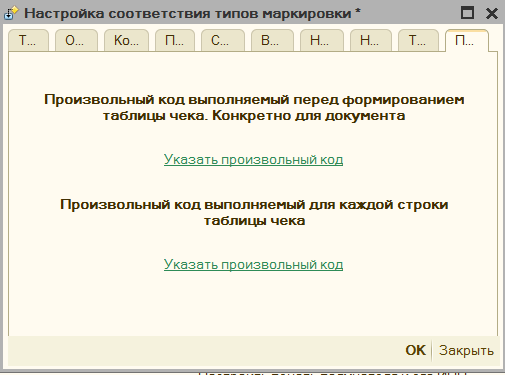 Настройка соответствия типов маркировки *
Т... О... Ко... П... С... В... Н... Н... Т... П...
Произвольный код выполняемый перед формированием
таблицы чека. Конкретно для документа
Указать произвольный код
Произвольный код выполняемый для каждой строки
таблицы чека
Указать произвольный код
OK Закрыть